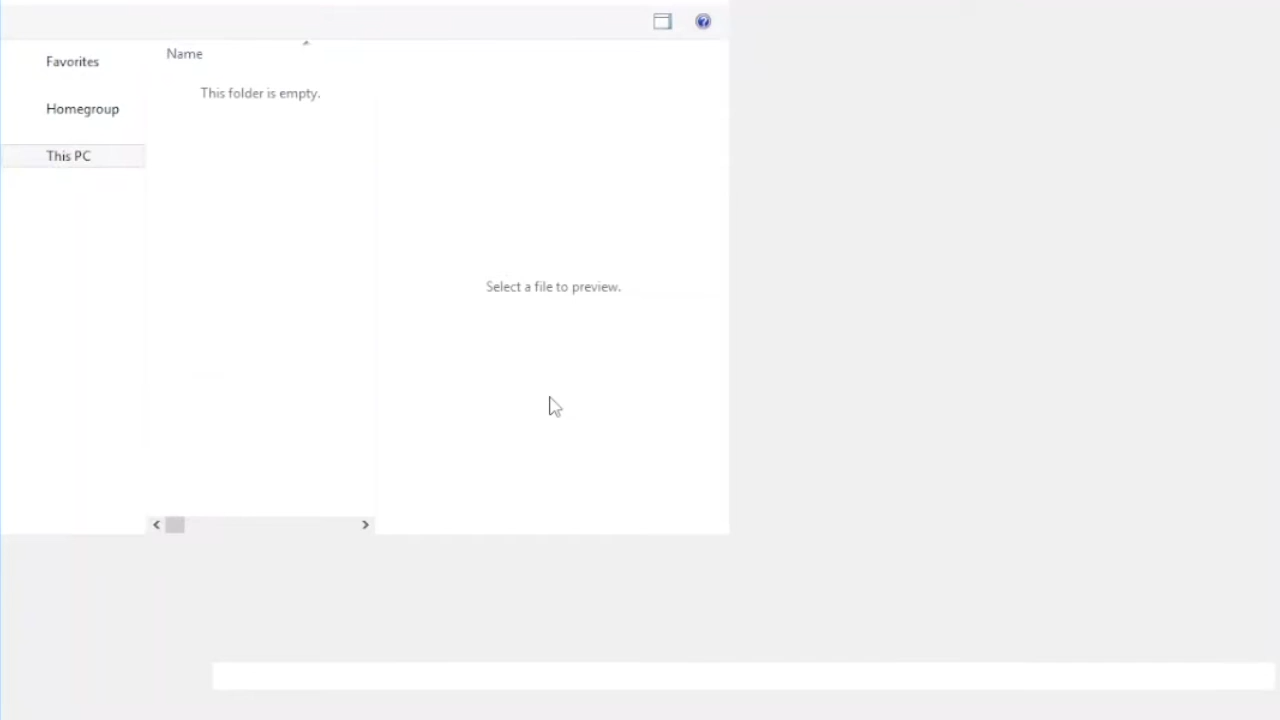 Name
Favorites
This folder is empty.
Homegroup
This PC
Select a file to preview.